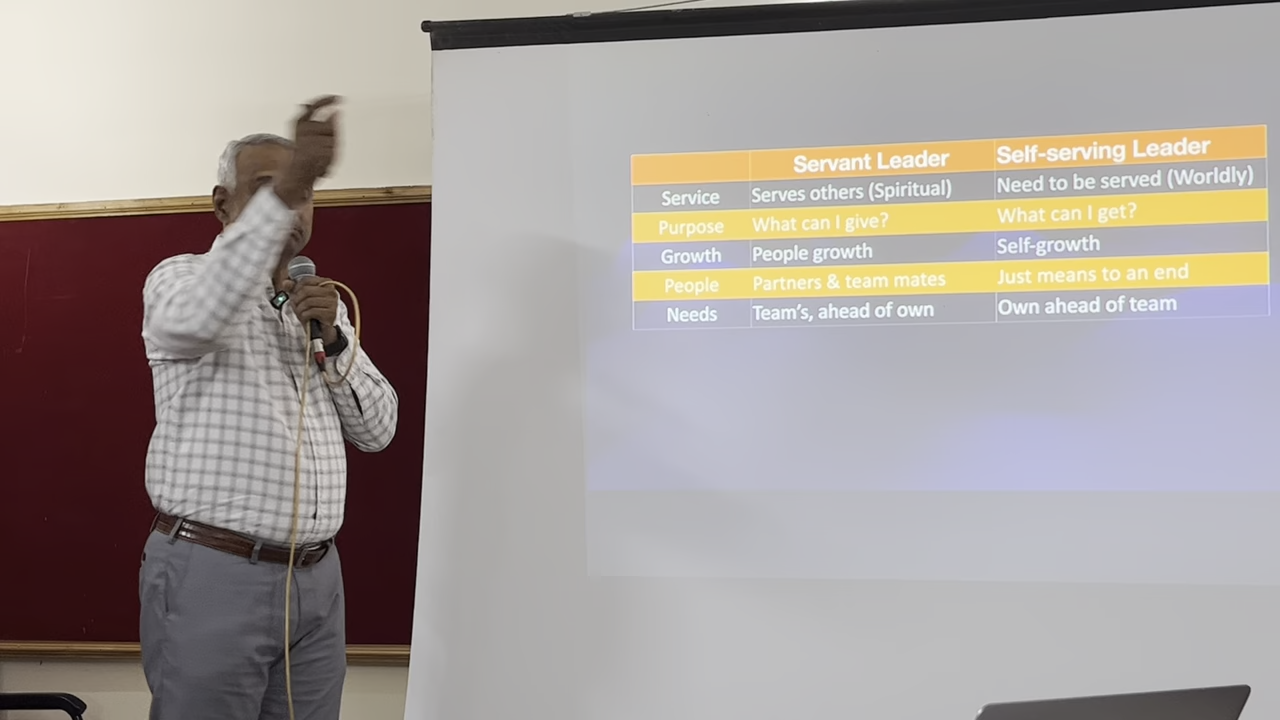 Servant Leader Self-serving Leader
Service Serves others (Spiritual) Need to be served (Worldly)
Purpose What can I give? What can I get?
Growth People growth Self-growth
People Partners & team mates Just means to an end
Needs Team's, ahead of own Own ahead of team